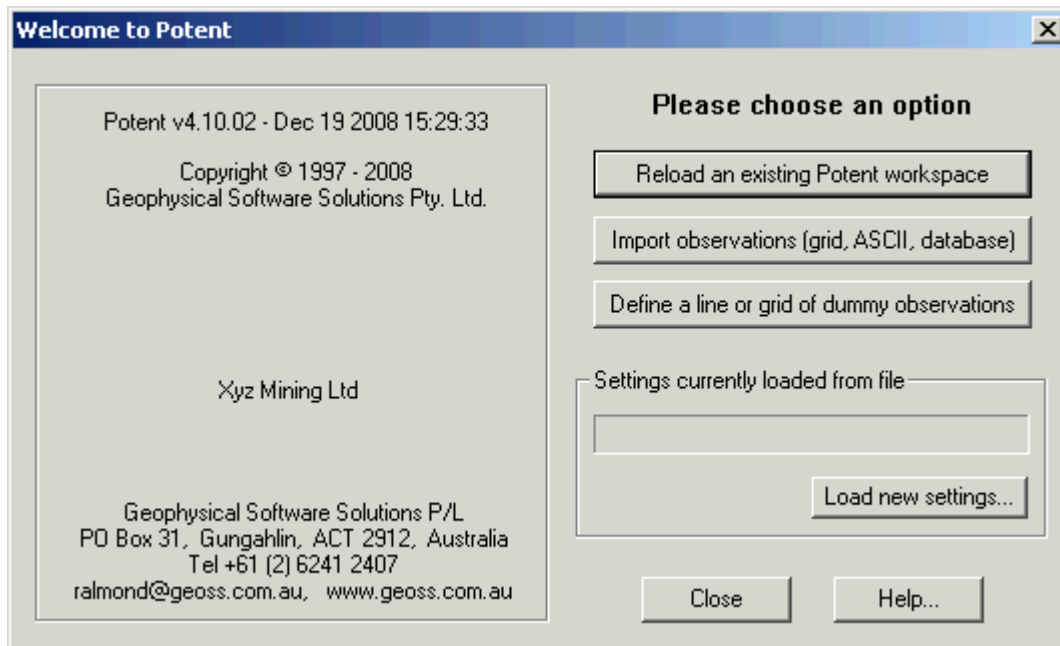 Welcome to Potent
Potent v4.10.02 - Dec 19 2008 15:29:33
Copyright © 1997 - 2008
Geophysical Software Solutions Pty. Ltd.
Xyz Mining Ltd
Geophysical Software Solutions P/L
PO Box 31, Gungahlin, ACT 2912, Australia
Tel +61 (2) 6241 2407
ralmond@geoss.com.au, www.geoss.com.au
Please choose an option
Reload an existing Potent workspace
Import observations (grid, ASCII, database)
Define a line or grid of dummy observations
Settings currently loaded from file
Load new settings...
Close
Help...